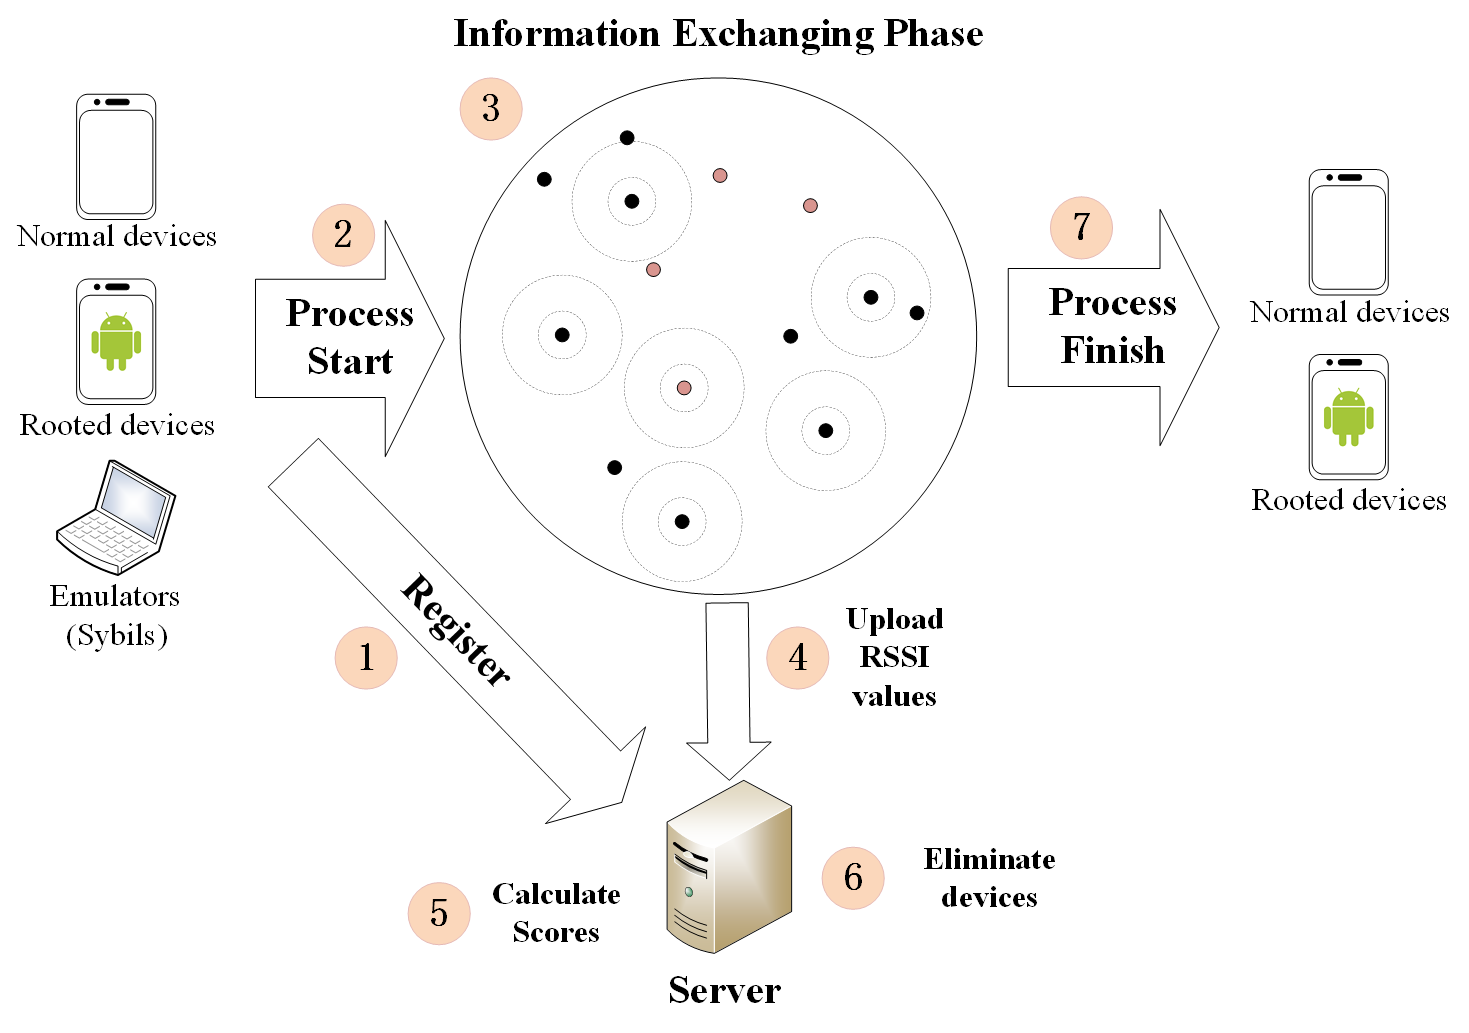 Information Exchanging Phase
3
Normal devices
Rooted devices
Emulators
(Sybils)
2
Process
Start
1
Register
4
Upload
RSSI
values
5
Calculate
Scores
6
Eliminate
devices
Server
7
Process
Finish
Normal devices
Rooted devices